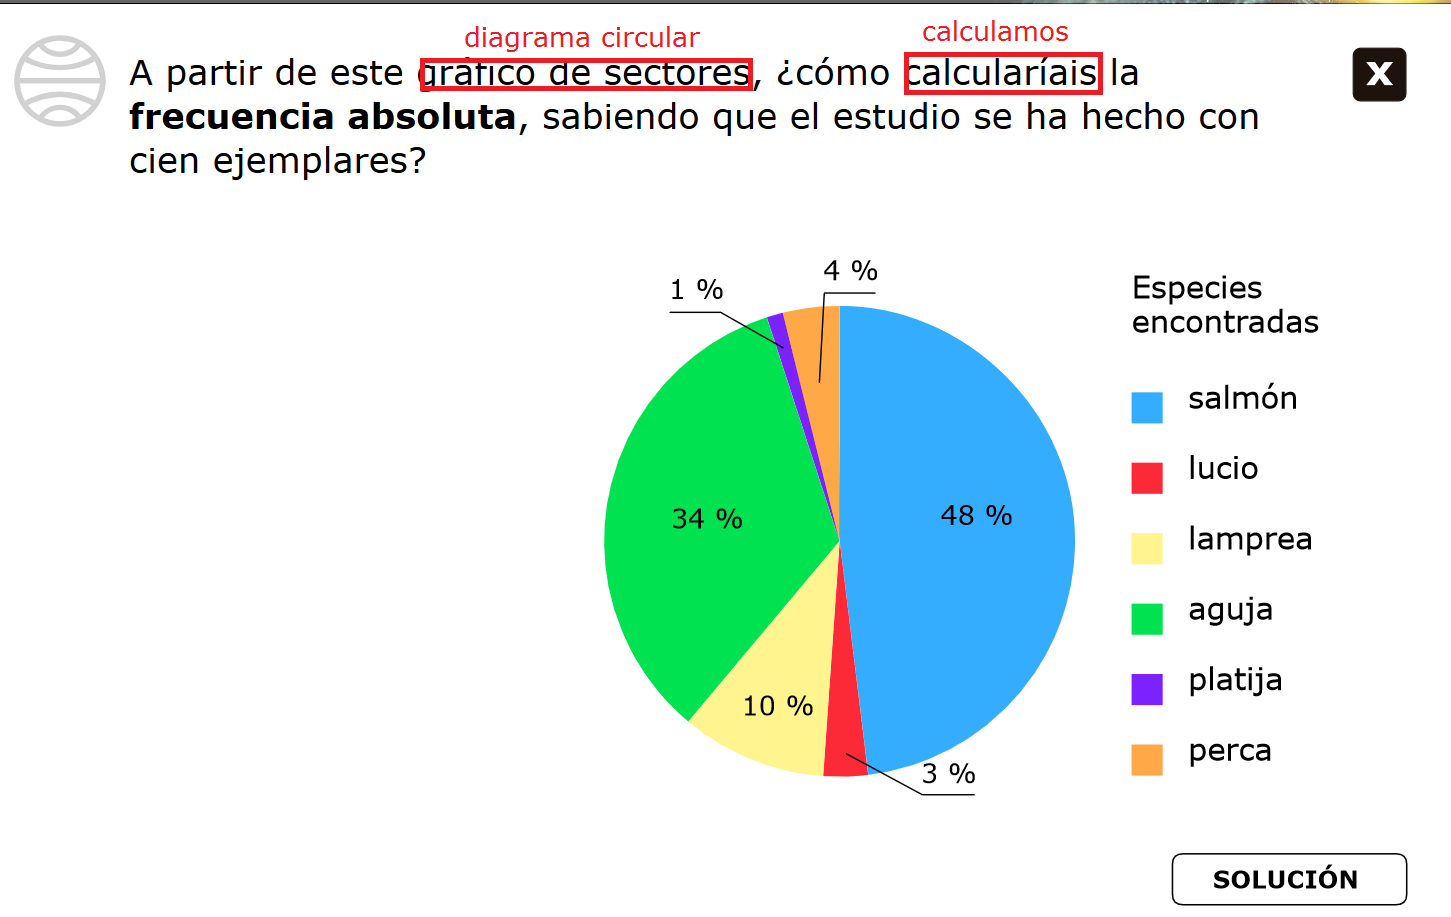 diagrama circular
calculamos
A partir de este gráfico de sectores, ¿cómo calcularíais la
frecuencia absoluta, sabiendo que el estudio se ha hecho con
cien ejemplares?
X
4 %
1 %
34 %
48 %
10 %
3 %
Especies
encontradas
salmón
lucio
lamprea
aguja
platija
perca
SOLUCIÓN